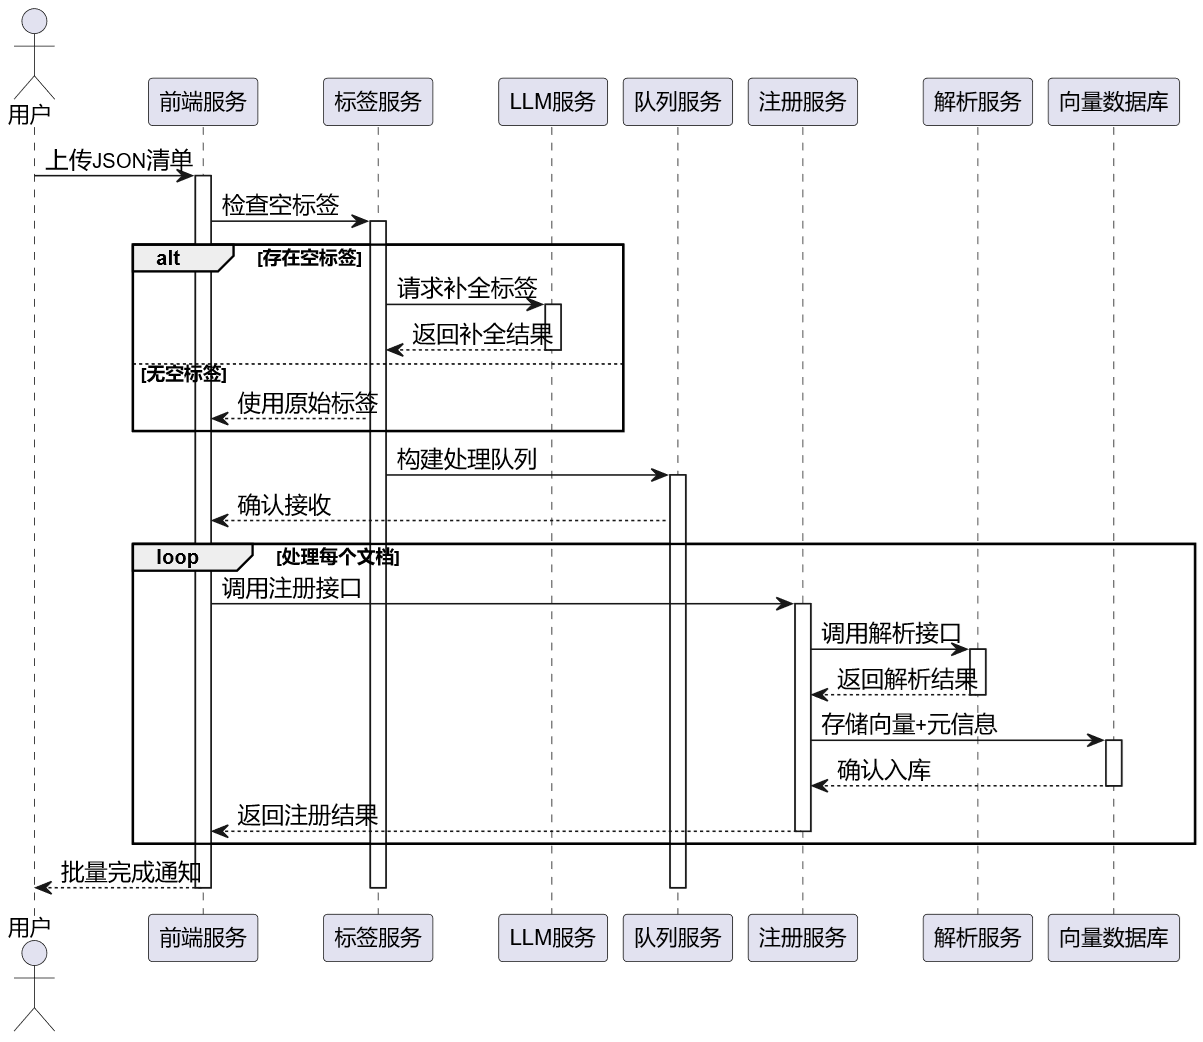 用户
前端服务
标签服务
LLM服务
队列服务
注册服务
解析服务
向量数据库
上传JSON清单
检查空标签
alt
[存在空标签]
请求补全标签
返回补全结果
[无空标签]
使用原始标签
构建处理队列
确认接收
loop
[处理每个文档]
调用注册接口
调用解析接口
返回解析结果
存储向量+元信息
确认入库
返回注册结果
批量完成通知
用户
前端服务
标签服务
LLM服务
队列服务
注册服务
解析服务
向量数据库